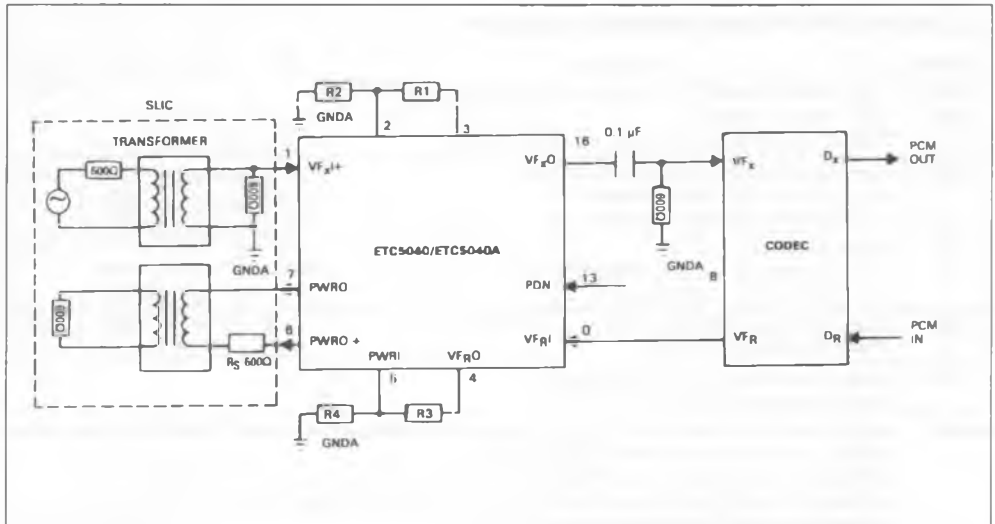 SLIC
TRANSFORMER
600Ω
600Ω
GNDA
600Ω
RS 600Ω
R2
R1
GNDA
2
3
1
VFXI+
7
PWRO
6
PWRO +
ETC5040/ETC5040A
PWRI
5
VFRO
4
R4
R3
GNDA
VFXO
16
0.1 µF
600Ω
GNDA
8
PDN
13
VFRI
0
VFX
DX
PCM
OUT
CODEC
VFR
DR
PCM
IN